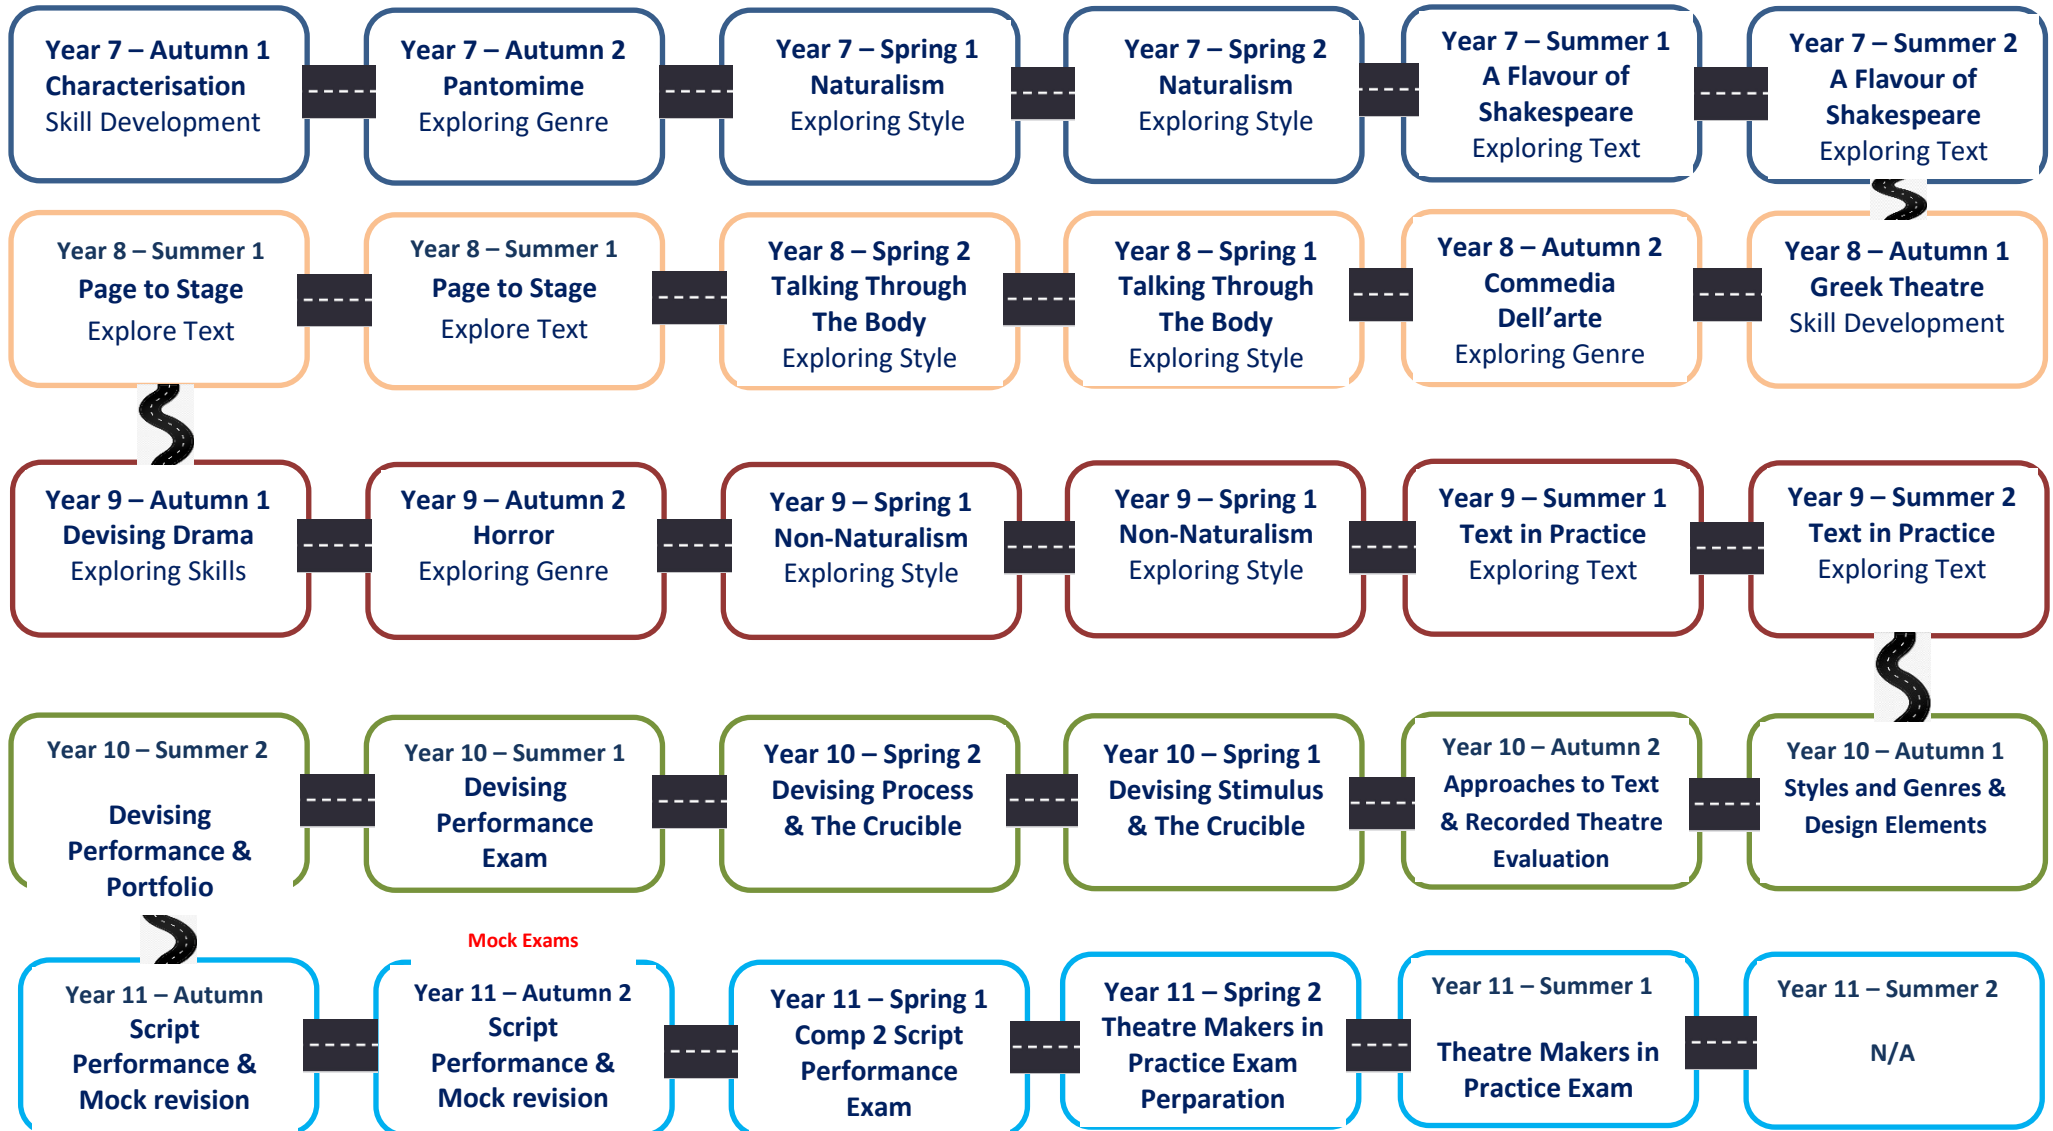 Year 7 – Autumn 1
Characterisation
Skill Development
Year 7 – Autumn 2
Pantomime
Exploring Genre
Year 7 – Spring 1
Naturalism
Exploring Style
Year 7 – Spring 2
Naturalism
Exploring Style
Year 7 – Summer 1
A Flavour of
Shakespeare
Exploring Text
Year 7 – Summer 2
A Flavour of
Shakespeare
Exploring Text
Year 8 – Summer 1
Page to Stage
Explore Text
Year 8 – Summer 1
Page to Stage
Explore Text
Year 8 – Spring 2
Talking Through
The Body
Exploring Style
Year 8 – Spring 1
Talking Through
The Body
Exploring Style
Year 8 – Autumn 2
Commedia
Dell’arte
Exploring Genre
Year 8 – Autumn 1
Greek Theatre
Skill Development
Year 9 – Autumn 1
Devising Drama
Exploring Skills
Year 9 – Autumn 2
Horror
Exploring Genre
Year 9 – Spring 1
Non-Naturalism
Exploring Style
Year 9 – Spring 1
Non-Naturalism
Exploring Style
Year 9 – Summer 1
Text in Practice
Exploring Text
Year 9 – Summer 2
Text in Practice
Exploring Text
Year 10 – Summer 2
Devising
Performance &
Portfolio
Year 10 – Summer 1
Devising
Performance
Exam
Year 10 – Spring 2
Devising Process
& The Crucible
Year 10 – Spring 1
Devising Stimulus
& The Crucible
Year 10 – Autumn 2
Approaches to Text
& Recorded Theatre
Evaluation
Year 10 – Autumn 1
Styles and Genres &
Design Elements
Mock Exams
Year 11 – Autumn
Script
Performance &
Mock revision
Year 11 – Autumn 2
Script
Performance &
Mock revision
Year 11 – Spring 1
Comp 2 Script
Performance
Exam
Year 11 – Spring 2
Theatre Makers in
Practice Exam
Perparation
Year 11 – Summer 1
Theatre Makers in
Practice Exam
Year 11 – Summer 2
N/A